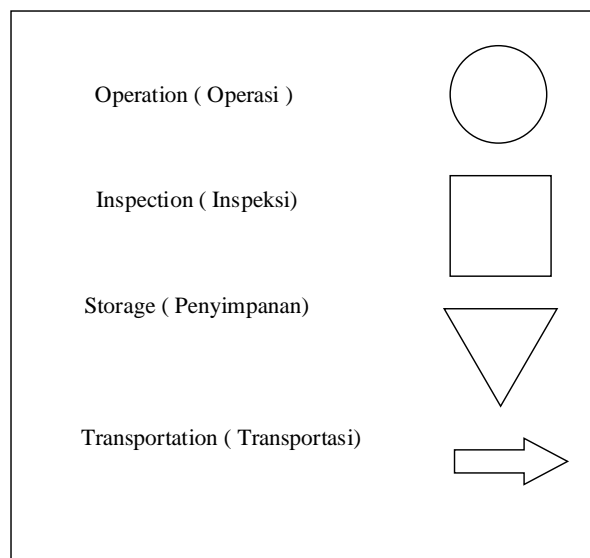 Operation ( Operasi )
Inspection ( Inspeksi)
Storage ( Penyimpanan)
Transportation ( Transportasi)